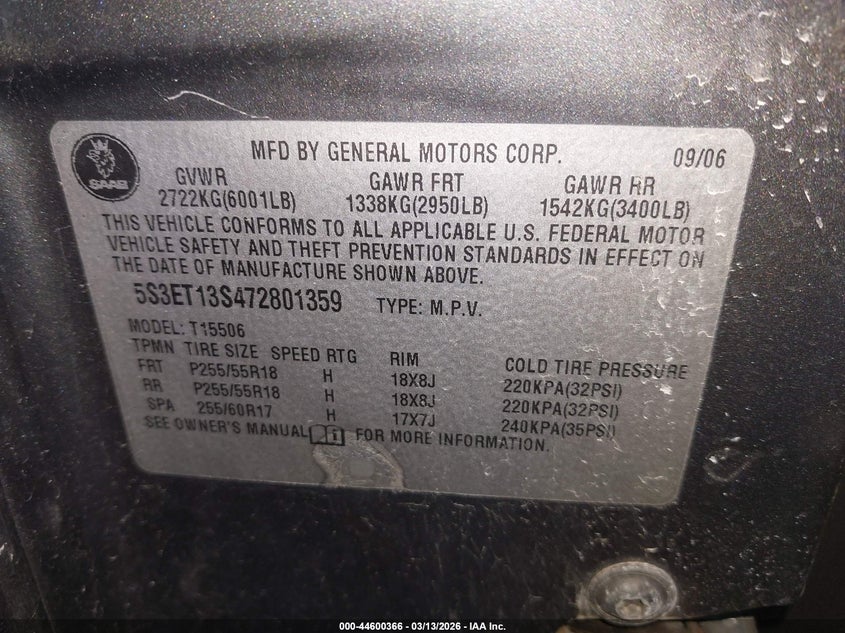 SAAB
MFD BY GENERAL MOTORS CORP. 09/06
GVWR GAWR FRT GAWR RR
2722KG(6001LB) 1338KG(2950LB) 1542KG(3400LB)
THIS VEHICLE CONFORMS TO ALL APPLICABLE U.S. FEDERAL MOTOR
VEHICLE SAFETY AND THEFT PREVENTION STANDARDS IN EFFECT ON
THE DATE OF MANUFACTURE SHOWN ABOVE.
5S3ET13S472801359 TYPE: M.P.V.
MODEL: T15506
TPMN TIRE SIZE SPEED RTG RIM COLD TIRE PRESSURE
FRT P255/55R18 H 18X8J 220KPA(32PSI)
RR P255/55R18 H 18X8J 220KPA(32PSI)
SPA 255/60R17 H 17X7J 240KPA(35PSI)
SEE OWNER'S MANUAL FOR MORE INFORMATION.
000-44600366 - 03/13/2026 - IAA Inc.